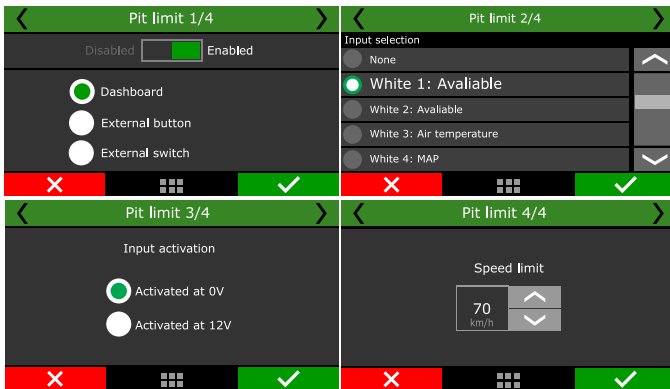 Pit limit 1/4
Disabled Enabled
Dashboard
External button
External switch
Pit limit 2/4
Input selection
None
White 1: Avaliable
White 2: Avaliable
White 3: Air temperature
White 4: MAP
Pit limit 3/4
Input activation
Activated at 0V
Activated at 12V
Pit limit 4/4
Speed limit
70
km/h